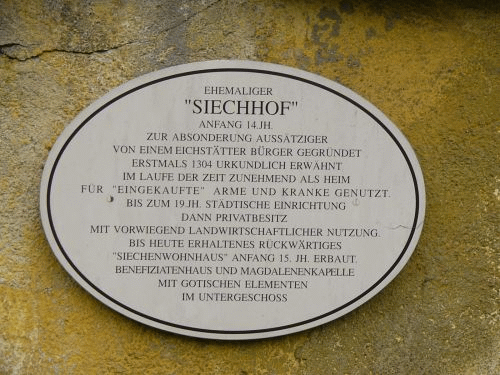 EHEMALIGER
"SIECHHOF"
ANFANG 14.JH.
ZUR ABSONDERUNG AUSSÄTZIGER
VON EINEM EICHSTÄTTER BÜRGER GEGRÜNDET
ERSTMALS 1304 URKUNDLICH ERWÄHNT
IM LAUFE DER ZEIT ZUNEHMEND ALS HEIM
FÜR "EINGEKAUFTE" ARME UND KRANKE GENUTZT.
BIS ZUM 19.JH. STÄDTISCHE EINRICHTUNG
DANN PRIVATBESITZ
MIT VORWIEGEND LANDWIRTSCHAFTLICHER NUTZUNG.
BIS HEUTE ERHALTENES RÜCKWÄRTIGES
"SIECHENWOHNHAUS" ANFANG 15. JH. ERBAUT.
BENEFIZIATENHAUS UND MAGDALENENKAPELLE
MIT GOTISCHEN ELEMENTEN
IM UNTERGESCHOSS